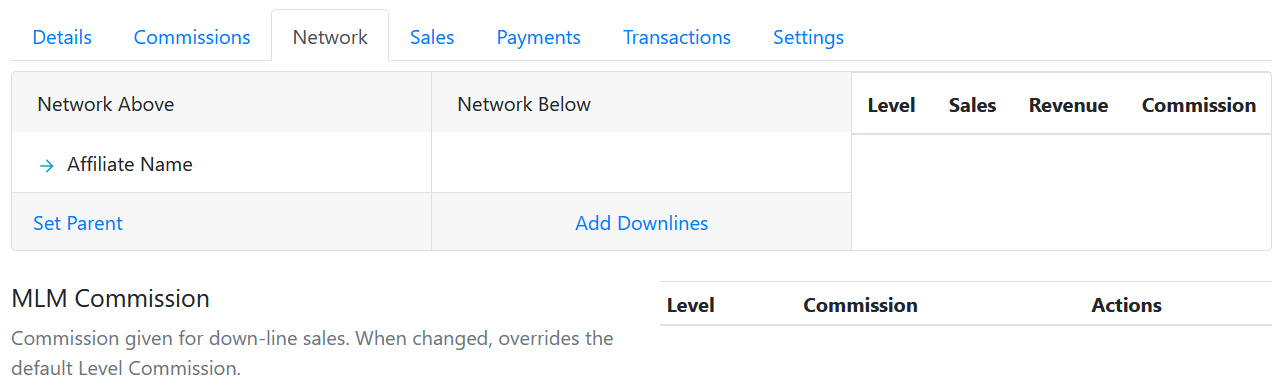 Details Commissions Network Sales Payments Transactions Settings
Network Above Network Below Level Sales Revenue Commission
Affiliate Name
Set Parent Add Downlines
MLM Commission
Level Commission Actions
Commission given for down-line sales. When changed, overrides the
default Level Commission.